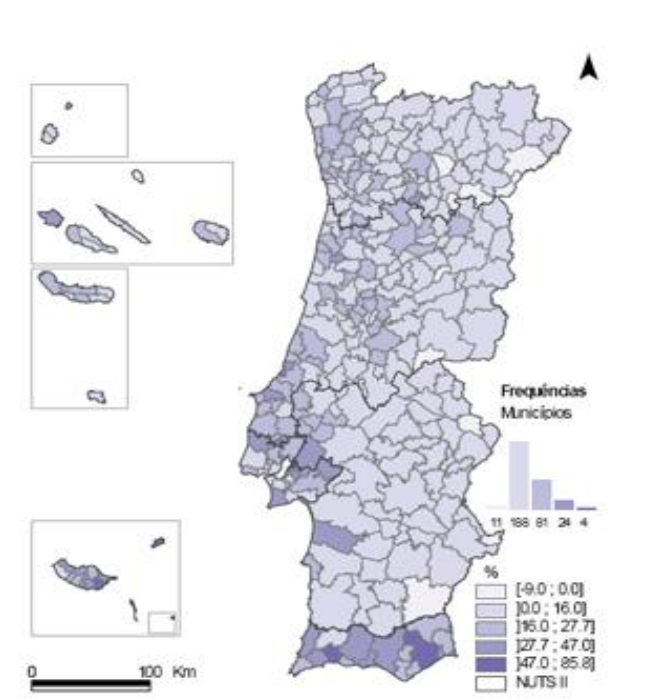 Frequências
Municípios
11 188 81 24 4
%
[-9.0 ; 0.0]
]0.0 ; 16.0]
]16.0 ; 27.7]
]27.7 ; 47.0]
]47.0 ; 85.8]
NUTS II
0 100 Km